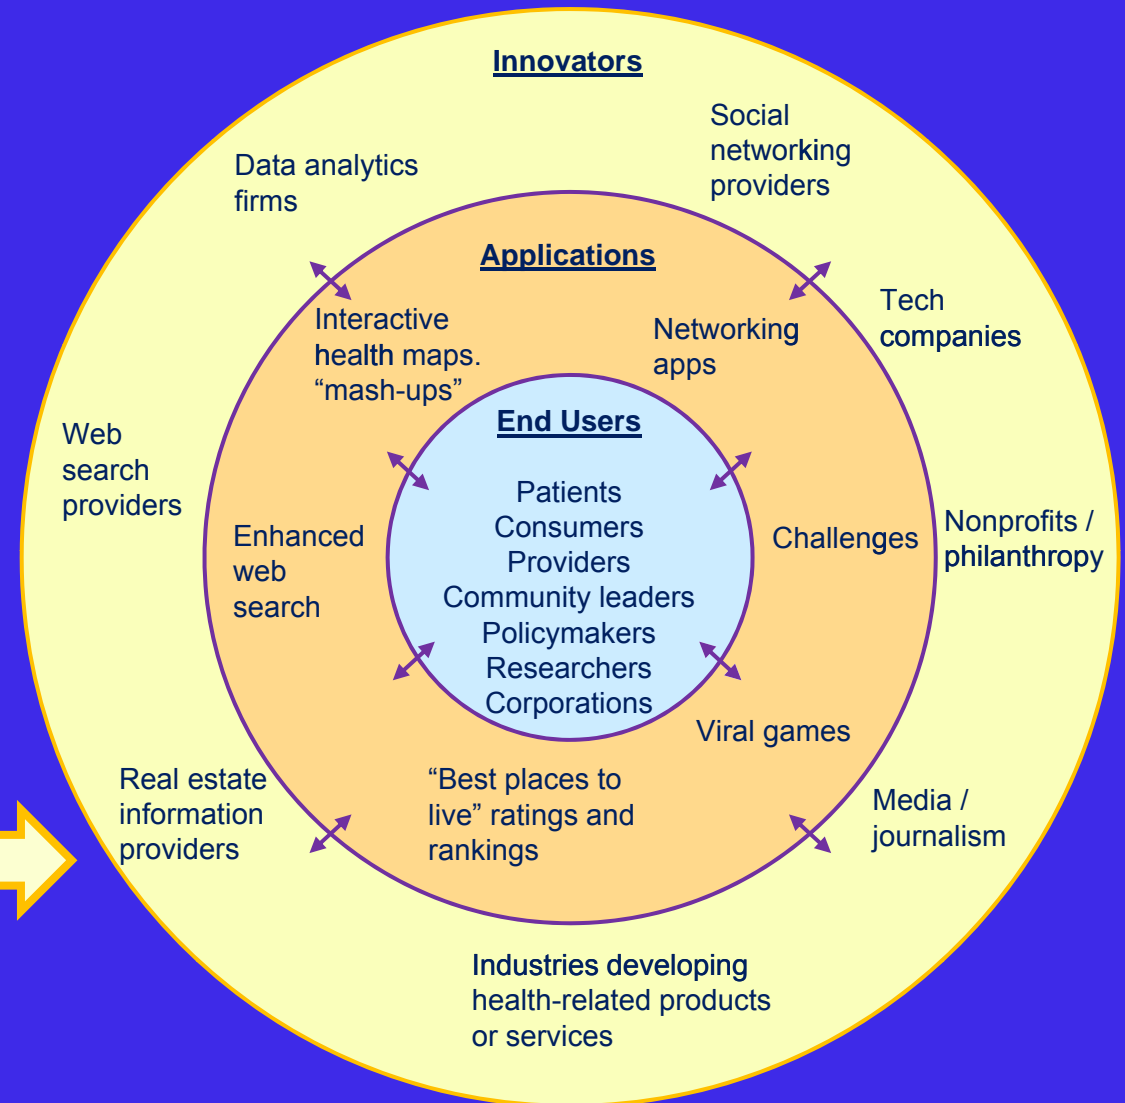 Innovators
Social
networking
providers
Data analytics
firms
Applications
Tech
companies
Interactive
health maps.
“mash-ups”
Networking
apps
End Users
Web
search
providers
Patients
Consumers
Providers
Community leaders
Policymakers
Researchers
Corporations
Enhanced
web
search
Challenges
Nonprofits /
philanthropy
Viral games
Real estate
information
providers
“Best places to
live” ratings and
rankings
Media /
journalism
Industries developing
health-related products
or services